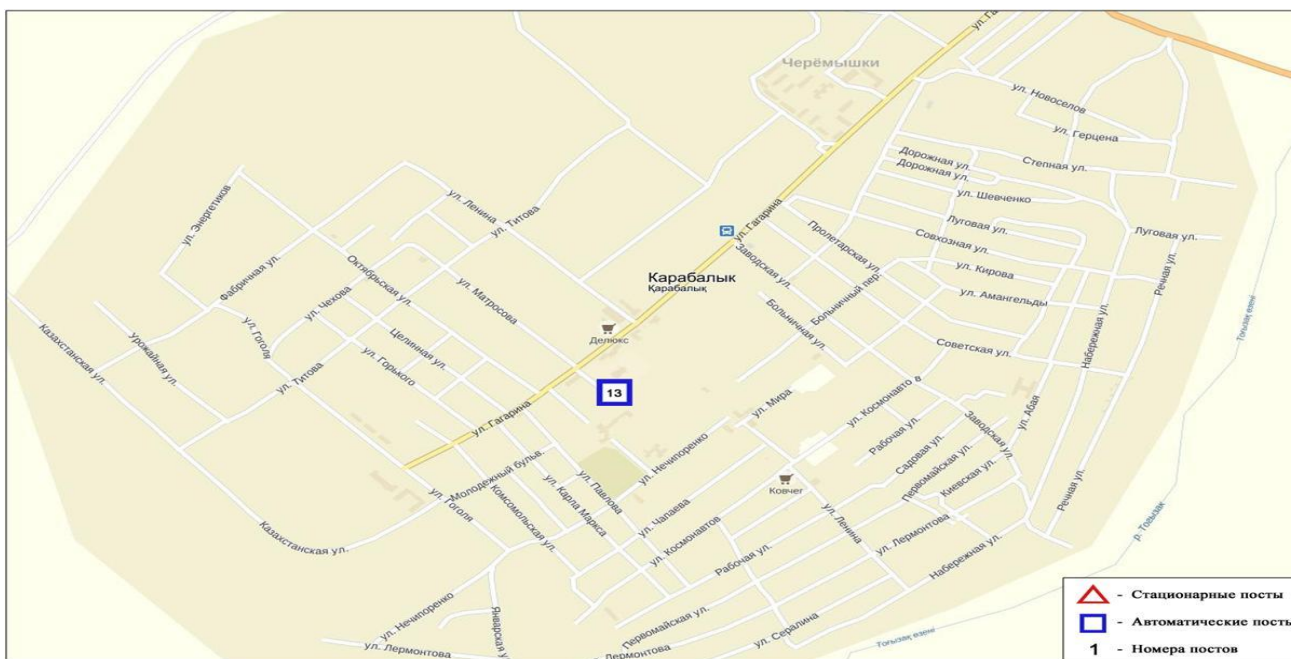 ул. Га
Черёмышки
ул. Новоселов
ул. Герцена
Дорожная ул.
Степная ул.
Дорожная ул.
ул. Шевченко
ул. Энергетиков
ул. Ленина
ул. Титова
ул. Гагарина
Пролетарская ул.
Луговая ул.
Луговая ул.
Совхозная ул.
Заводская ул.
Фабричная ул.
Октябрьская ул.
ул. Кирова
Речная ул.
Карабалык
Қарабалық
ул. Чехова
ул. Матросова
Больничный пер.
Больничная ул.
ул. Амангельды
Тоғызақ өзені
Казахстанская ул.
Урожайная ул.
ул. Гоголя
Целинная ул.
Делюкс
Советская ул.
Набережная ул.
ул. Горького
ул. Титова
13
ул. Гагарина
ул. Мира
ул. Космонавто в
Рабочая ул.
Заводская ул.
ул. Абая
Молодежный бульв.
ул. Нечипоренко
Садовая ул.
Первомайская ул.
Киевская ул.
Ковчег
ул. Гоголя
Комсомольская ул.
ул. Карла Маркса
ул. Павлова
ул. Чапаева
ул. Космонавтов
ул. Ленина
Речная ул.
р. Товызак
Казахстанская ул.
Рабочая ул.
ул. Лермонтова
Набережная ул.
ул. Нечипоренко
Январская ул.
Первомайская ул.
ул. Сералина
ул. Лермонтова
Тоғызақ өзені
- Стационарные посты
- Автоматические посты
1 - Номера постов